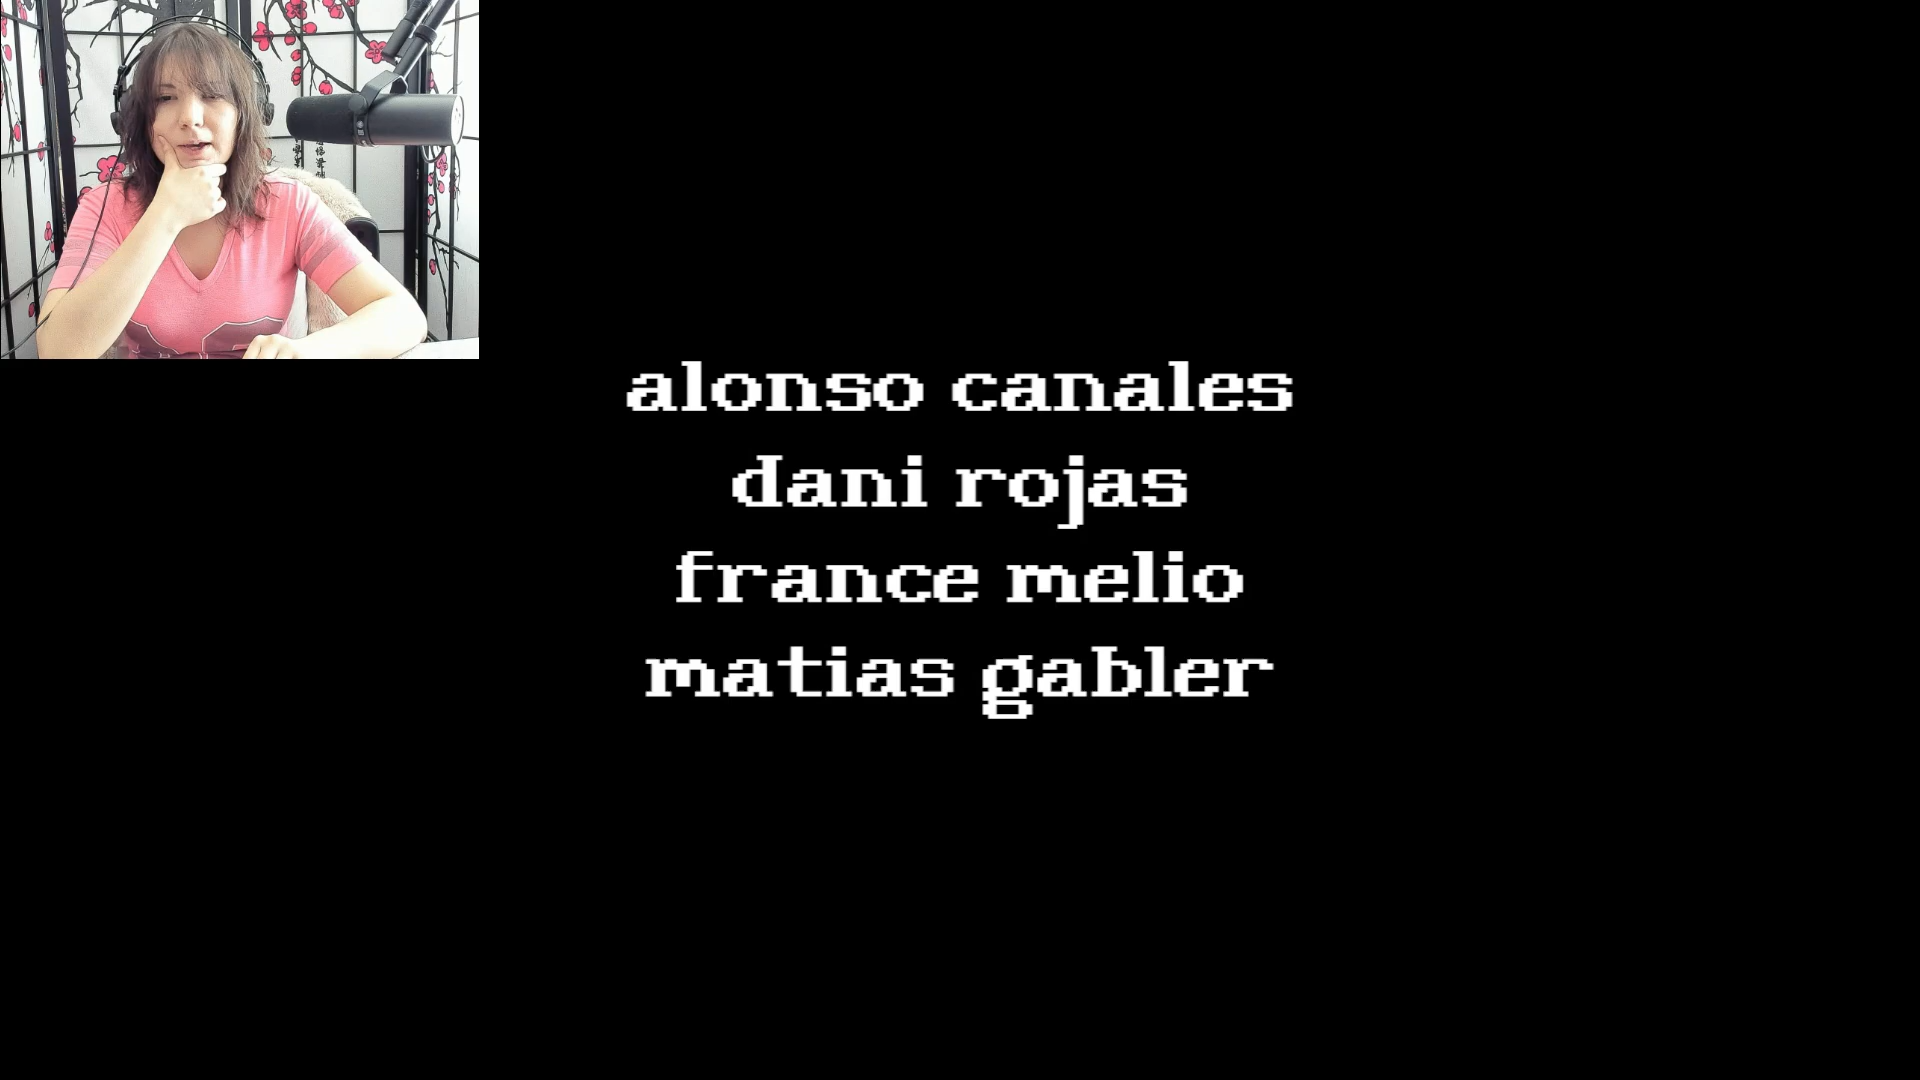 alonso canales
dani rojas
france melio
matias gabler